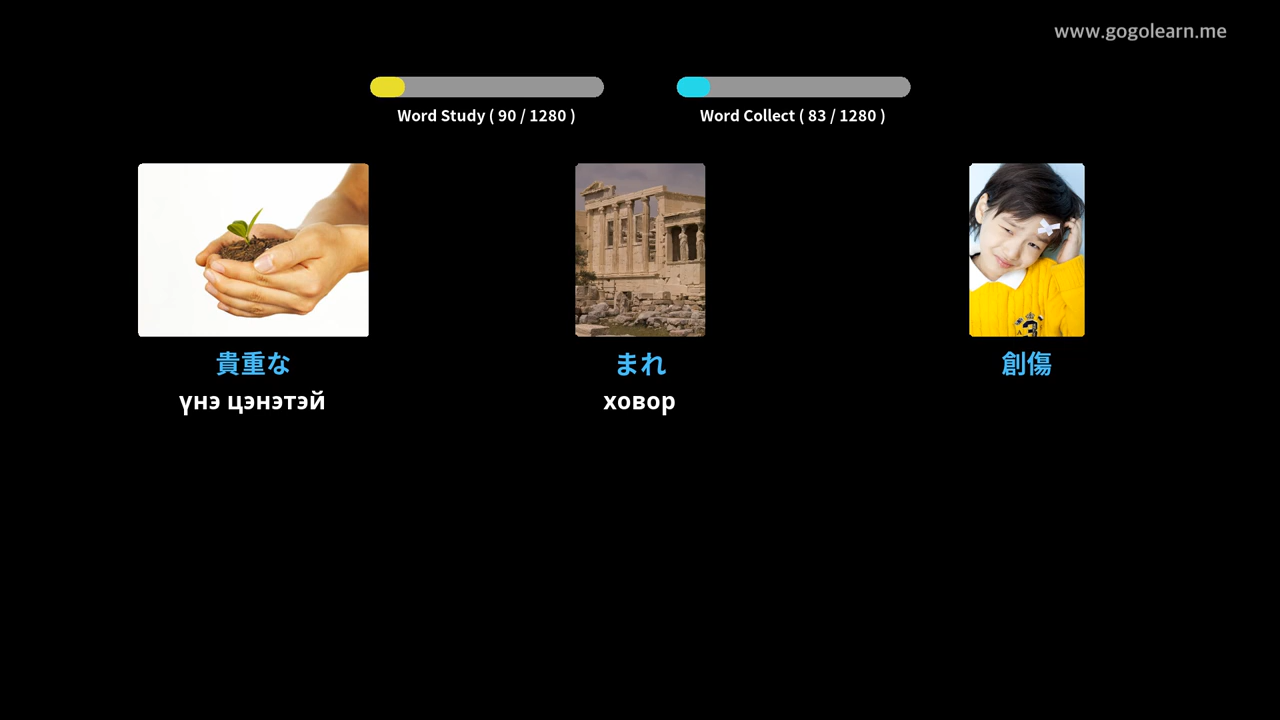 www.gogolearn.me
Word Study ( 90 / 1280 )
Word Collect ( 83 / 1280 )
貴重な
まれ
創傷
үнэ цэнэтэй
ховор
3